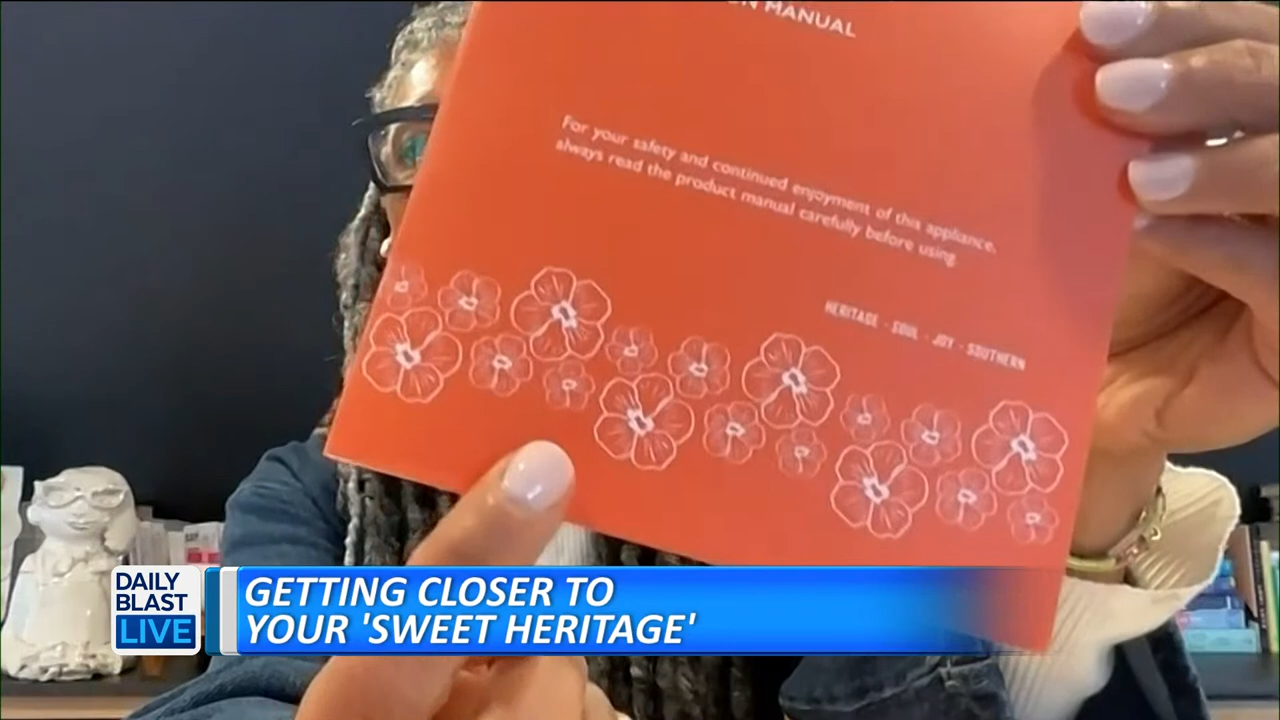 MANUAL
For your safety and continued enjoyment of this appliance,
always read the product manual carefully before using.
HERITAGE - SOUL - JOY - SOUTHERN
DAILY
BLAST
LIVE
GETTING CLOSER TO
YOUR 'SWEET HERITAGE'